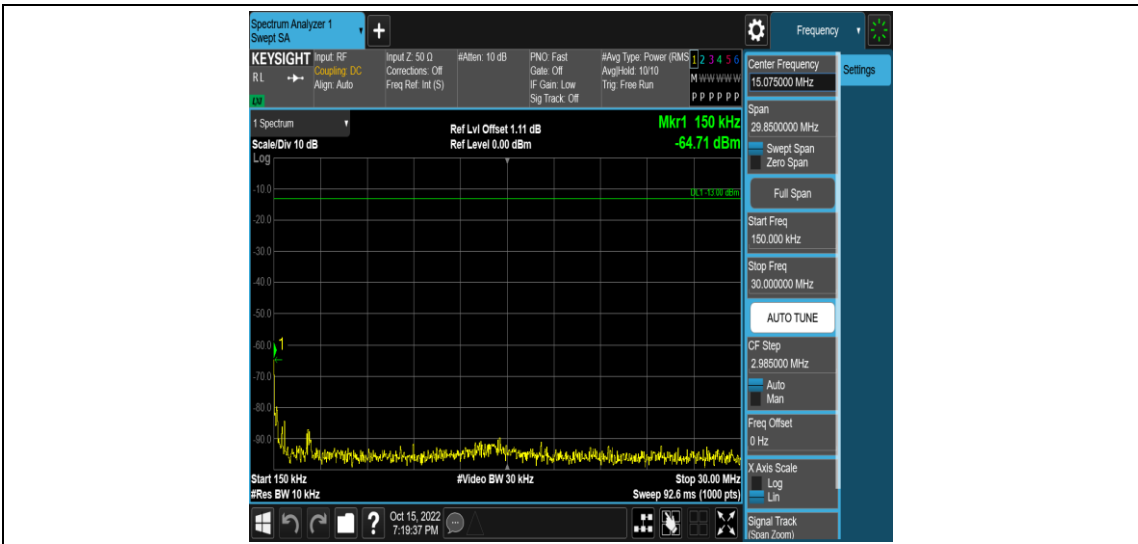 Spectrum Analyzer 1
Swept SA
+
Frequency
KEYSIGHT
RL
LXI
Input: RF
Coupling: DC
Align: Auto
Input Z: 50 Ω
Corrections: Off
Freq Ref: Int (S)
#Atten: 10 dB
PNO: Fast
Gate: Off
IF Gain: Low
Sig Track: Off
#Avg Type: Power (RMS
Avg|Hold: 10/10
Trig: Free Run
1 2 3 4 5 6
M W W W W W
P P P P P P
1 Spectrum
Scale/Div 10 dB
Log
Ref Lvl Offset 1.11 dB
Ref Level 0.00 dBm
Mkr1 150 kHz
-64.71 dBm
DL1 -13.00 dBm
-10.0
-20.0
-30.0
-40.0
-50.0
-60.0
1
-70.0
-80.0
-90.0
Start 150 kHz
#Video BW 30 kHz
Stop 30.00 MHz
#Res BW 10 kHz
Sweep 92.6 ms (1000 pts)
?
Oct 15, 2022
7:19:37 PM
Center Frequency
15.075000 MHz
Settings
Span
29.8500000 MHz
Swept Span
Zero Span
Full Span
Start Freq
150.000 kHz
Stop Freq
30.000000 MHz
AUTO TUNE
CF Step
2.985000 MHz
Auto
Man
Freq Offset
0 Hz
X Axis Scale
Log
Lin
Signal Track
(Span Zoom)